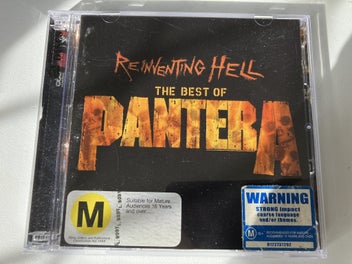 REINVENTING HELL
THE BEST OF
PANTERA
M
Suitable for Mature
Audiences 16 Years
and over.
WARNING
STRONG impact
coarse language
and/or themes.